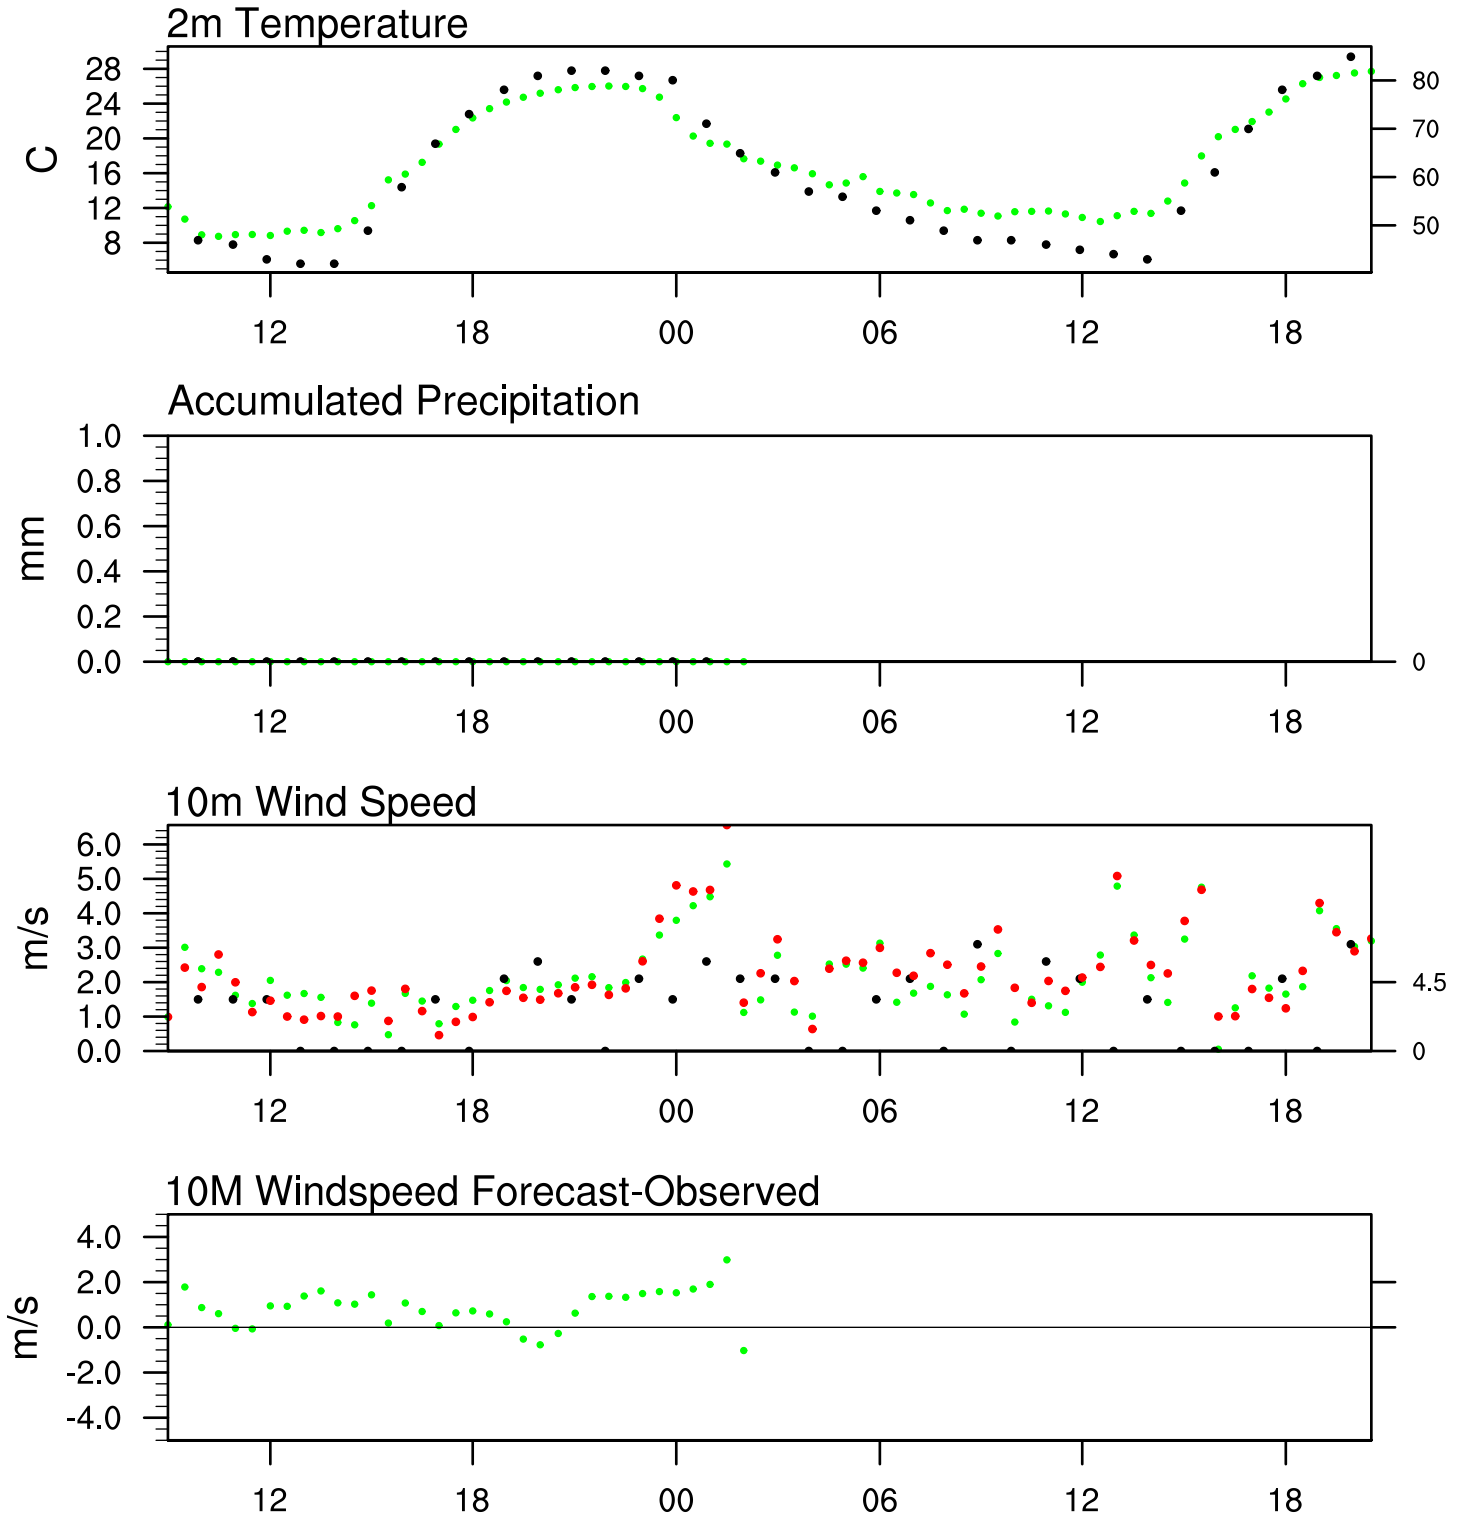 2m Temperature
28
24
20
16
12
8
C
80
70
60
50
12 18 00 06 12 18
Accumulated Precipitation
1.0
0.8
0.6
0.4
0.2
0.0
mm
0
12 18 00 06 12 18
10m Wind Speed
6.0
5.0
4.0
3.0
2.0
1.0
0.0
m/s
4.5
0
12 18 00 06 12 18
10M Windspeed Forecast-Observed
4.0
2.0
0.0
-2.0
-4.0
m/s
12 18 00 06 12 18